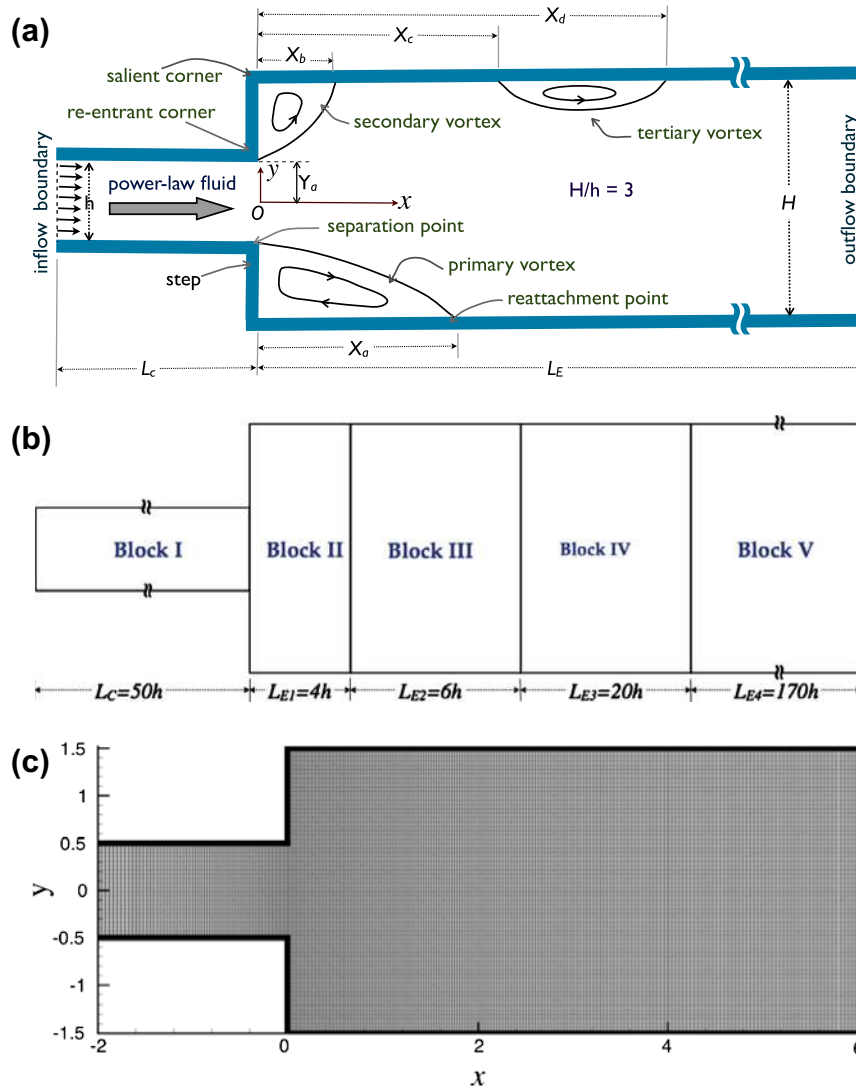 (a)
X_d
X_c
X_b
salient corner
re-entrant corner
secondary vortex
tertiary vortex
inflow boundary
h
power-law fluid
y
Y_a
O
x
H/h = 3
H
outflow boundary
separation point
step
primary vortex
reattachment point
X_a
L_c
L_E
(b)
Block I
Block II
Block III
Block IV
Block V
L_C=50h
L_E1=4h
L_E2=6h
L_E3=20h
L_E4=170h
(c)
1.5
1
0.5
0
-0.5
-1
-1.5
y
-2
0
2
4
x